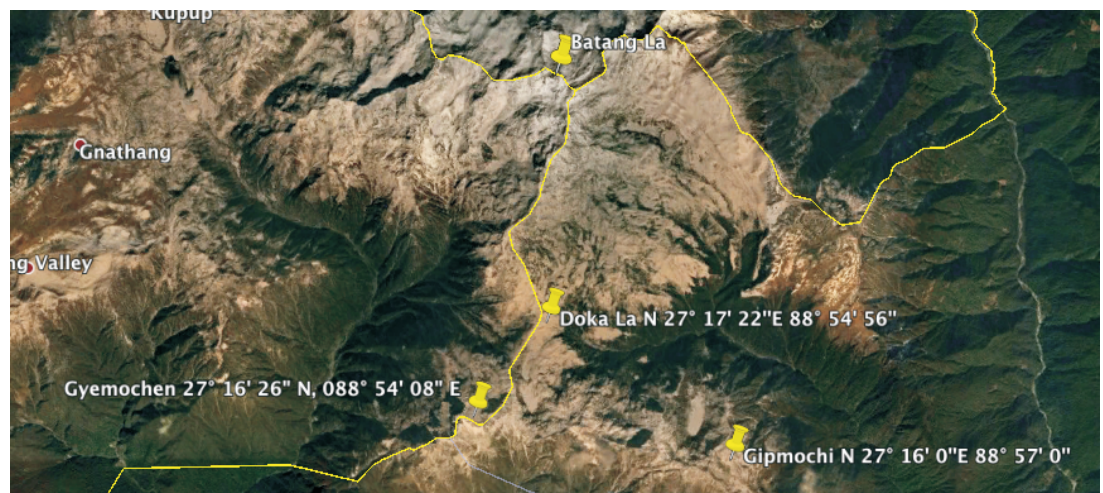 Kupup
Batang La
Gnathang
ng Valley
Doka La N 27° 17' 22"E 88° 54' 56"
Gyemochen 27° 16' 26" N, 088° 54' 08" E
Gipmochi N 27° 16' 0"E 88° 57' 0"